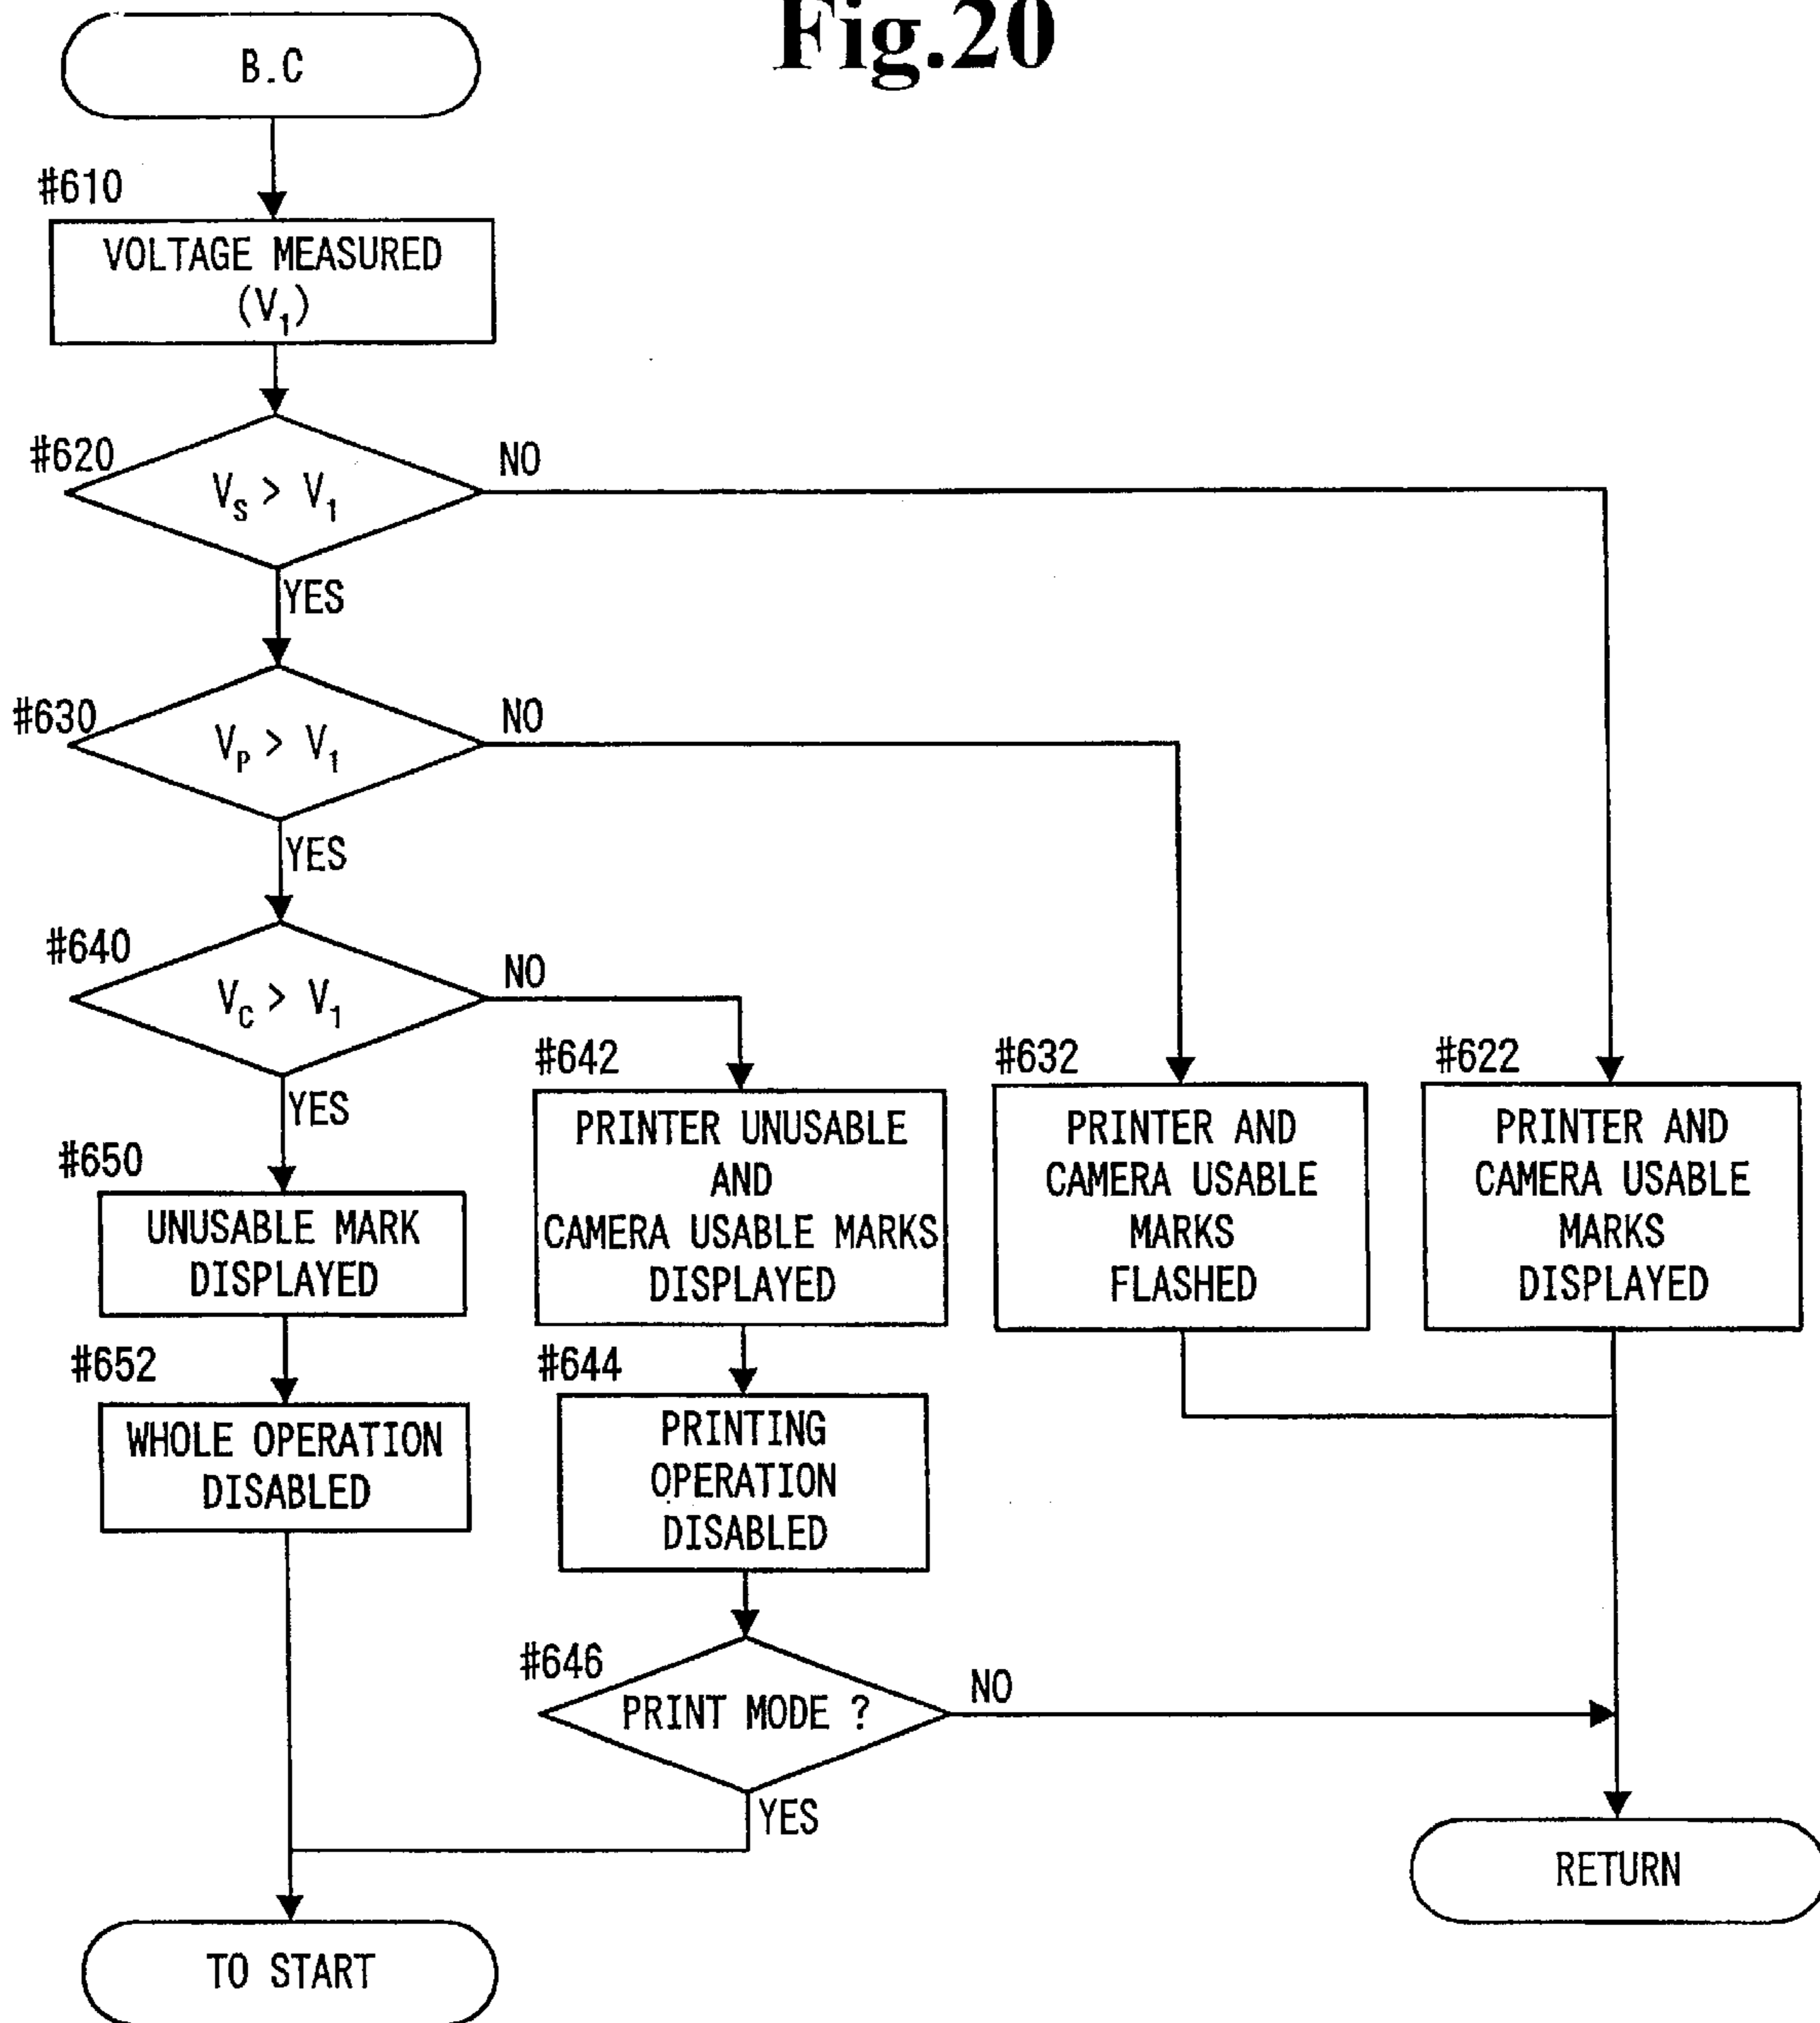 Fig.20
B.C
#610
VOLTAGE MEASURED
(V₁)
#620
Vₛ > V₁
NO
YES
#630
Vₚ > V₁
NO
YES
#640
V_C > V₁
NO
YES
#650
UNUSABLE MARK
DISPLAYED
#652
WHOLE OPERATION
DISABLED
#642
PRINTER UNUSABLE
AND
CAMERA USABLE MARKS
DISPLAYED
#644
PRINTING
OPERATION
DISABLED
#646
PRINT MODE ?
NO
YES
#632
PRINTER AND
CAMERA USABLE
MARKS
FLASHED
#622
PRINTER AND
CAMERA USABLE
MARKS
DISPLAYED
RETURN
TO START